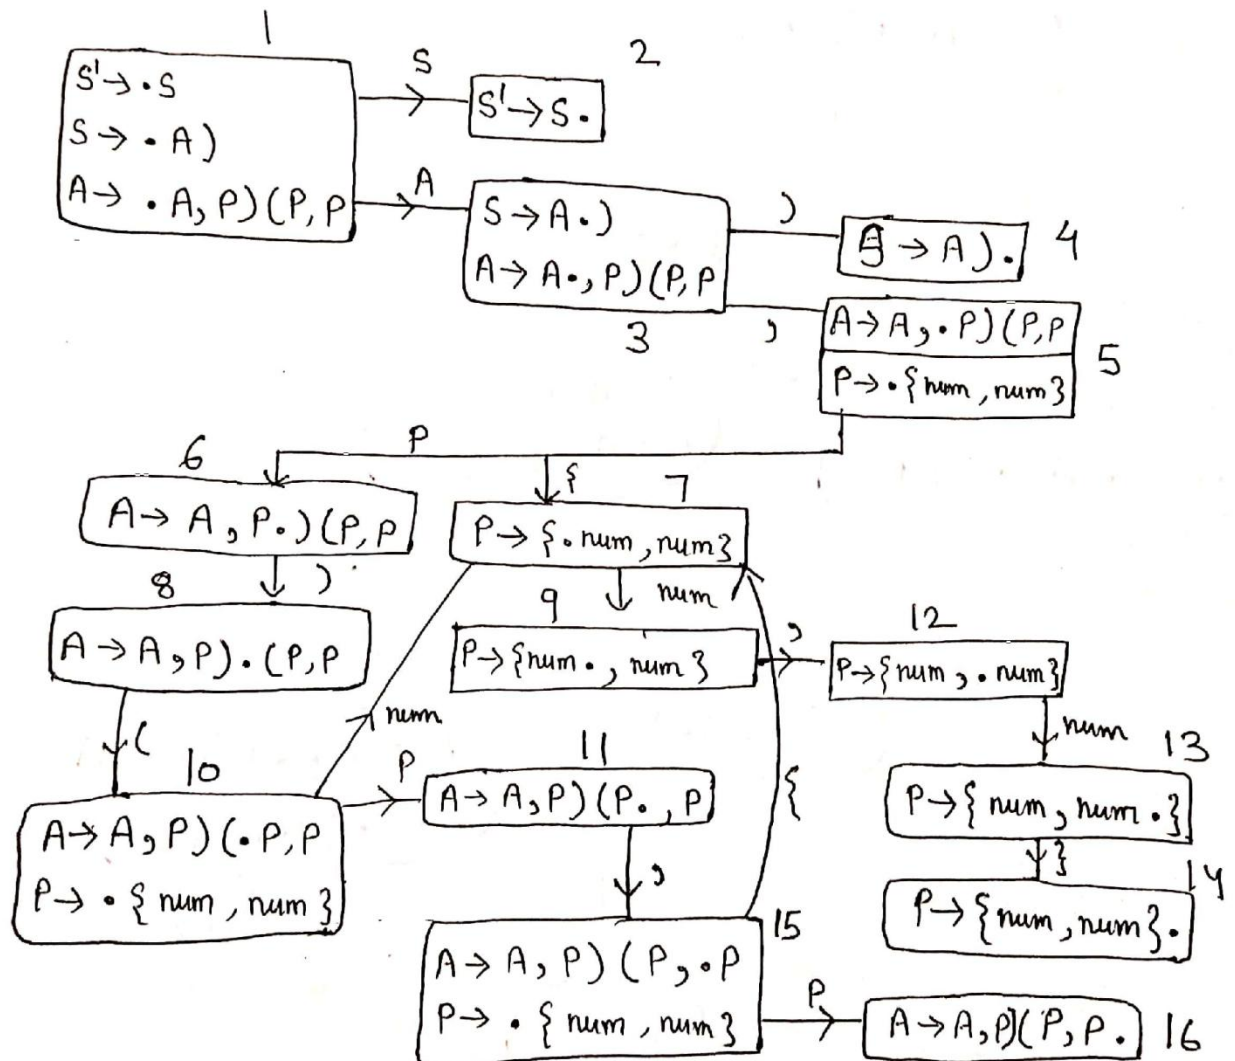 1
S'→.S
S→.A)
A→.A,P)(P,P
S
2
S'→S.
A
S→A.)
A→A.,P)(P,P
3
)
S→A).
4
,
A→A,.P)(P,P
P→.{num,num}
5
P
6
A→A,P.)(P,P
{
7
P→{.num,num}
)
8
A→A,P).(P,P
num
9
P→{num.,num}
,
12
P→{num,.num}
(
num
num
10
A→A,P)(.P,P
P→.{num,num}
P
11
A→A,P)(P.,P
{
13
P→{num,num.}
}
14
P→{num,num}.
,
15
A→A,P)(P,.P
P→.{num,num}
P
A→A,P)(P,P.
16